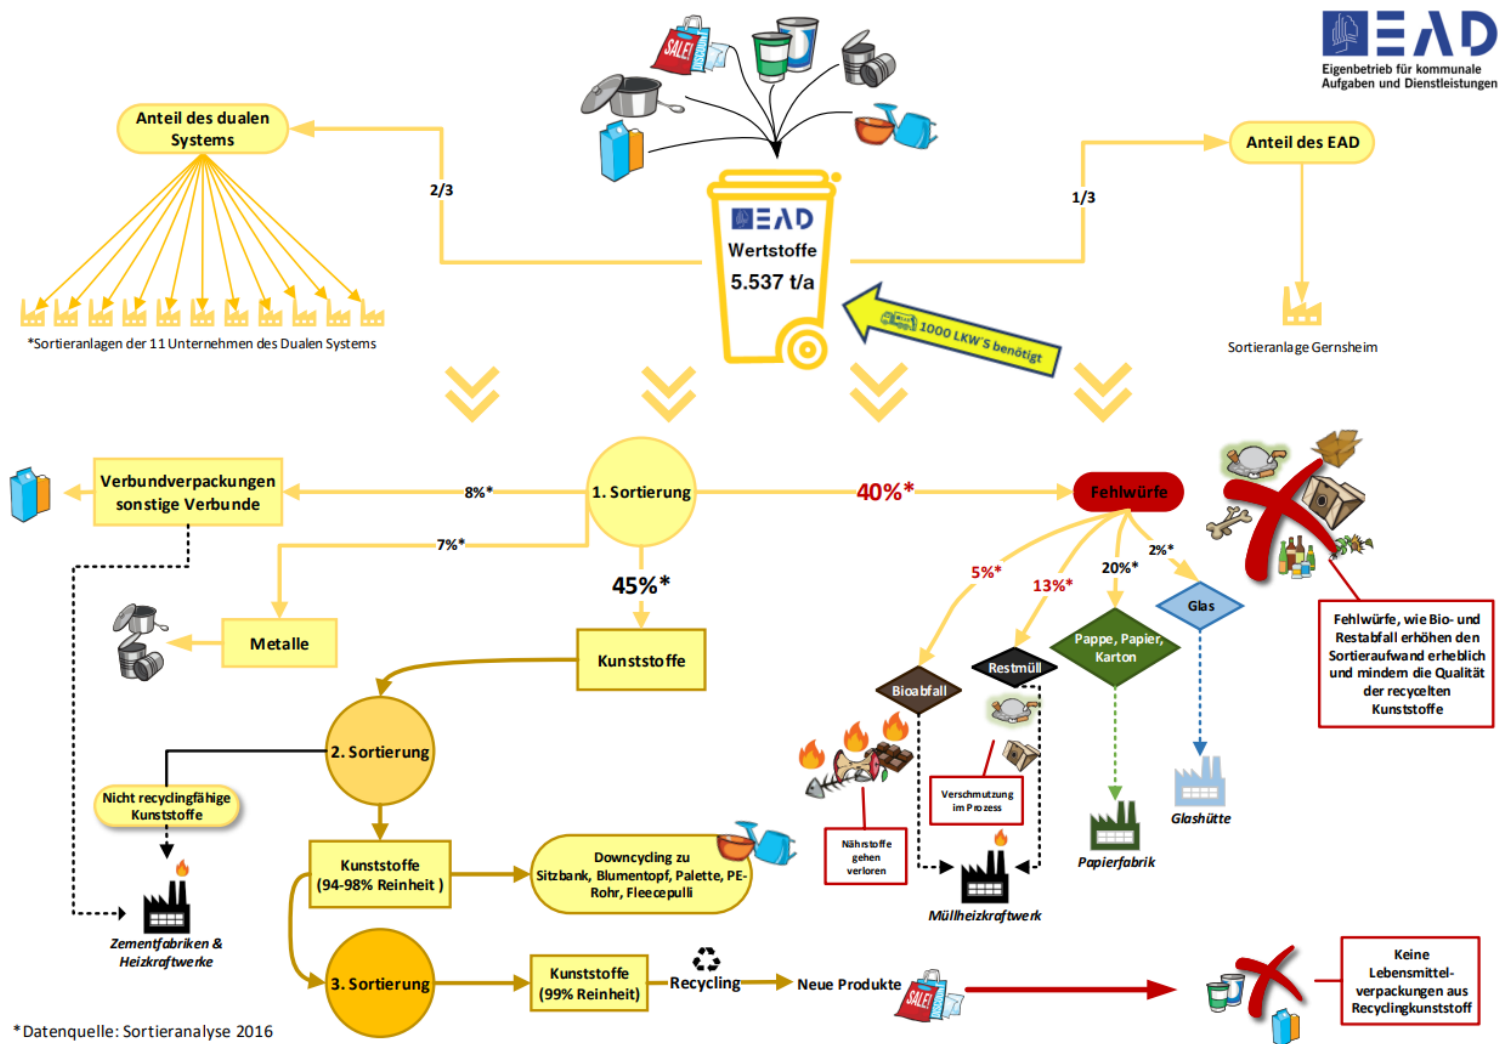 EAD
Eigenbetrieb für kommunale
Aufgaben und Dienstleistungen
SALE!
DISCOUNT
Anteil des dualen
Systems
2/3
1/3
Anteil des EAD
EAD
Wertstoffe
5.537 t/a
1000 LKW´S benötigt
*Sortieranlagen der 11 Unternehmen des Dualen Systems
Sortieranlage Gernsheim
Verbundverpackungen
sonstige Verbunde
8%*
1. Sortierung
40%*
Fehlwürfe
7%*
45%*
5%*
13%*
20%*
2%*
Metalle
Kunststoffe
Bioabfall
Restmüll
Pappe, Papier,
Karton
Glas
Fehlwürfe, wie Bio- und
Restabfall erhöhen den
Sortieraufwand erheblich
und mindern die Qualität
der recycelten
Kunststoffe
2. Sortierung
Nicht recyclingfähige
Kunststoffe
Zementfabriken &
Heizkraftwerke
Kunststoffe
(94-98% Reinheit )
Downcycling zu
Sitzbank, Blumentopf, Palette, PE-
Rohr, Fleecepulli
Nährstoffe
gehen
verloren
Verschmutzung
im Prozess
Müllheizkraftwerk
Papierfabrik
Glashütte
3. Sortierung
Kunststoffe
(99% Reinheit)
Recycling
Neue Produkte
SALE!
Keine
Lebensmittel-
verpackungen aus
Recyclingkunststoff
*Datenquelle: Sortieranalyse 2016